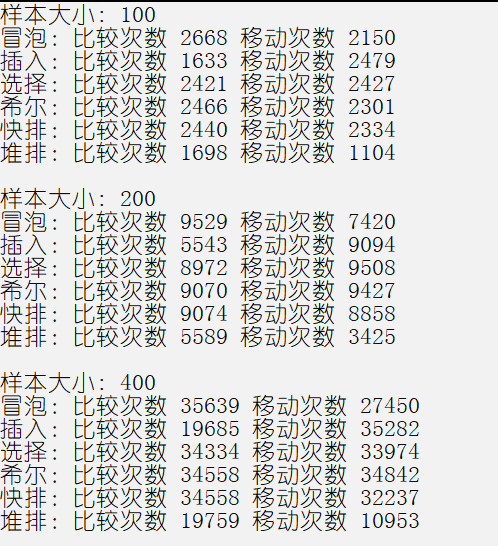 样本大小: 100
冒泡: 比较次数 2668 移动次数 2150
插入: 比较次数 1633 移动次数 2479
选择: 比较次数 2421 移动次数 2427
希尔: 比较次数 2466 移动次数 2301
快排: 比较次数 2440 移动次数 2334
堆排: 比较次数 1698 移动次数 1104
样本大小: 200
冒泡: 比较次数 9529 移动次数 7420
插入: 比较次数 5543 移动次数 9094
选择: 比较次数 8972 移动次数 9508
希尔: 比较次数 9070 移动次数 9427
快排: 比较次数 9074 移动次数 8858
堆排: 比较次数 5589 移动次数 3425
样本大小: 400
冒泡: 比较次数 35639 移动次数 27450
插入: 比较次数 19685 移动次数 35282
选择: 比较次数 34334 移动次数 33974
希尔: 比较次数 34558 移动次数 34842
快排: 比较次数 34558 移动次数 32237
堆排: 比较次数 19759 移动次数 10953